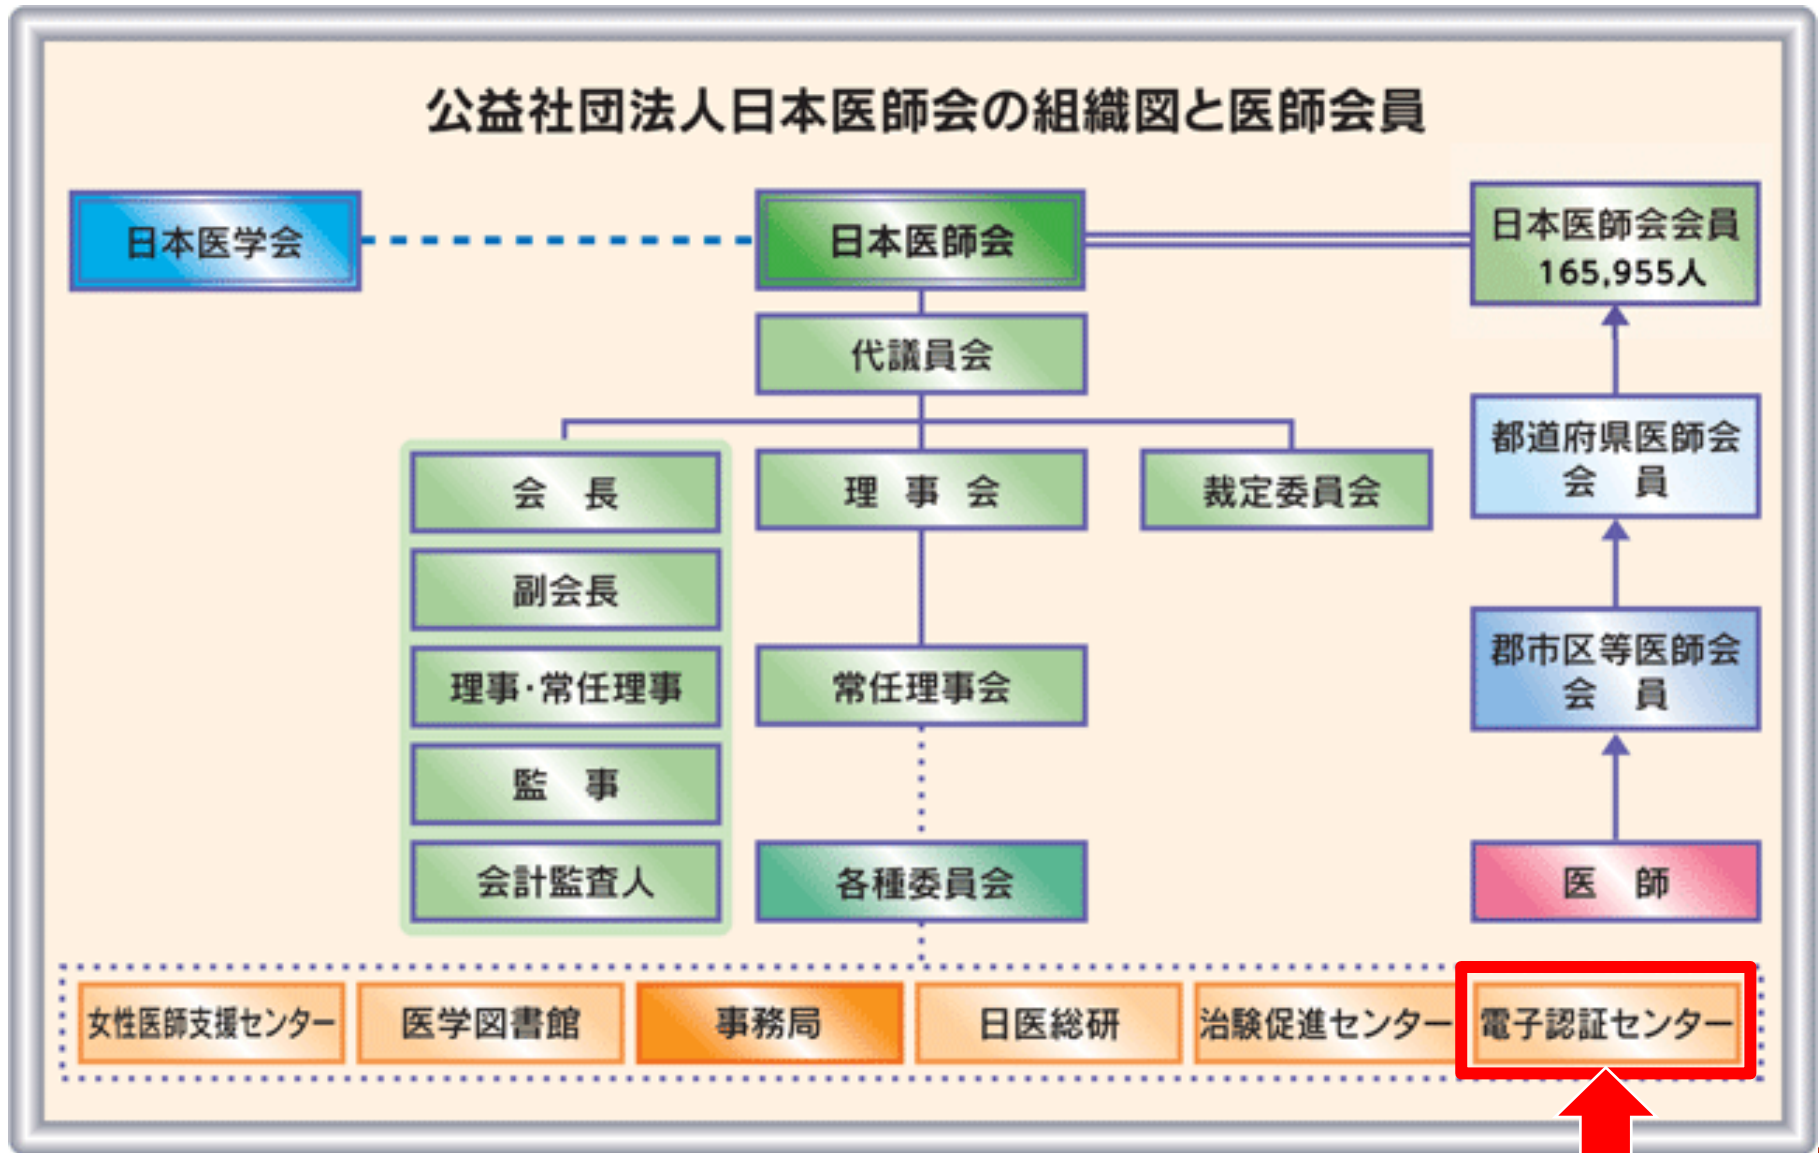 公益社団法人日本医師会の組織図と医師会員
日本医学会
日本医師会
日本医師会会員
165,955人
代議員会
都道府県医師会
会 員
会 長
理 事 会
裁定委員会
副会長
郡市区等医師会
会 員
理事・常任理事
常任理事会
監 事
会計監査人
各種委員会
医 師
女性医師支援センター
医学図書館
事務局
日医総研
治験促進センター
電子認証センター